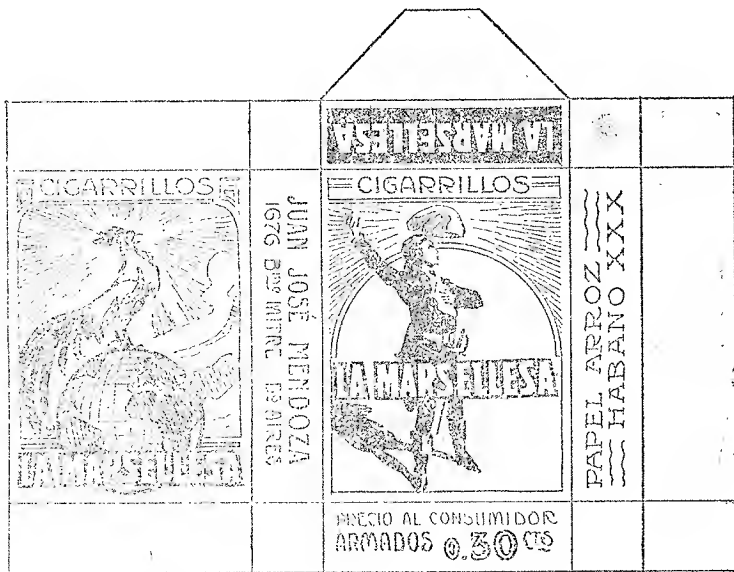 LA MARSELLESA
CIGARRILLOS
LA MARSELLESA
JUAN JOSÉ MENDOZA
1676 Bmé MITRE Bs AIRES
CIGARRILLOS
LA MARSELLESA
PAPEL ARROZ
HABANO XXX
PRECIO AL CONSUMIDOR
ARMADOS 0.30 CTS